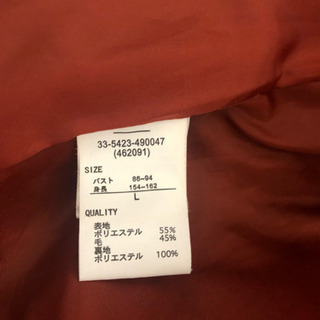 33-5423-490047
(462091)
SIZE
バスト 86-94
身長 154-162
L
QUALITY
表地
ポリエステル 55%
毛 45%
裏地
ポリエステル 100%